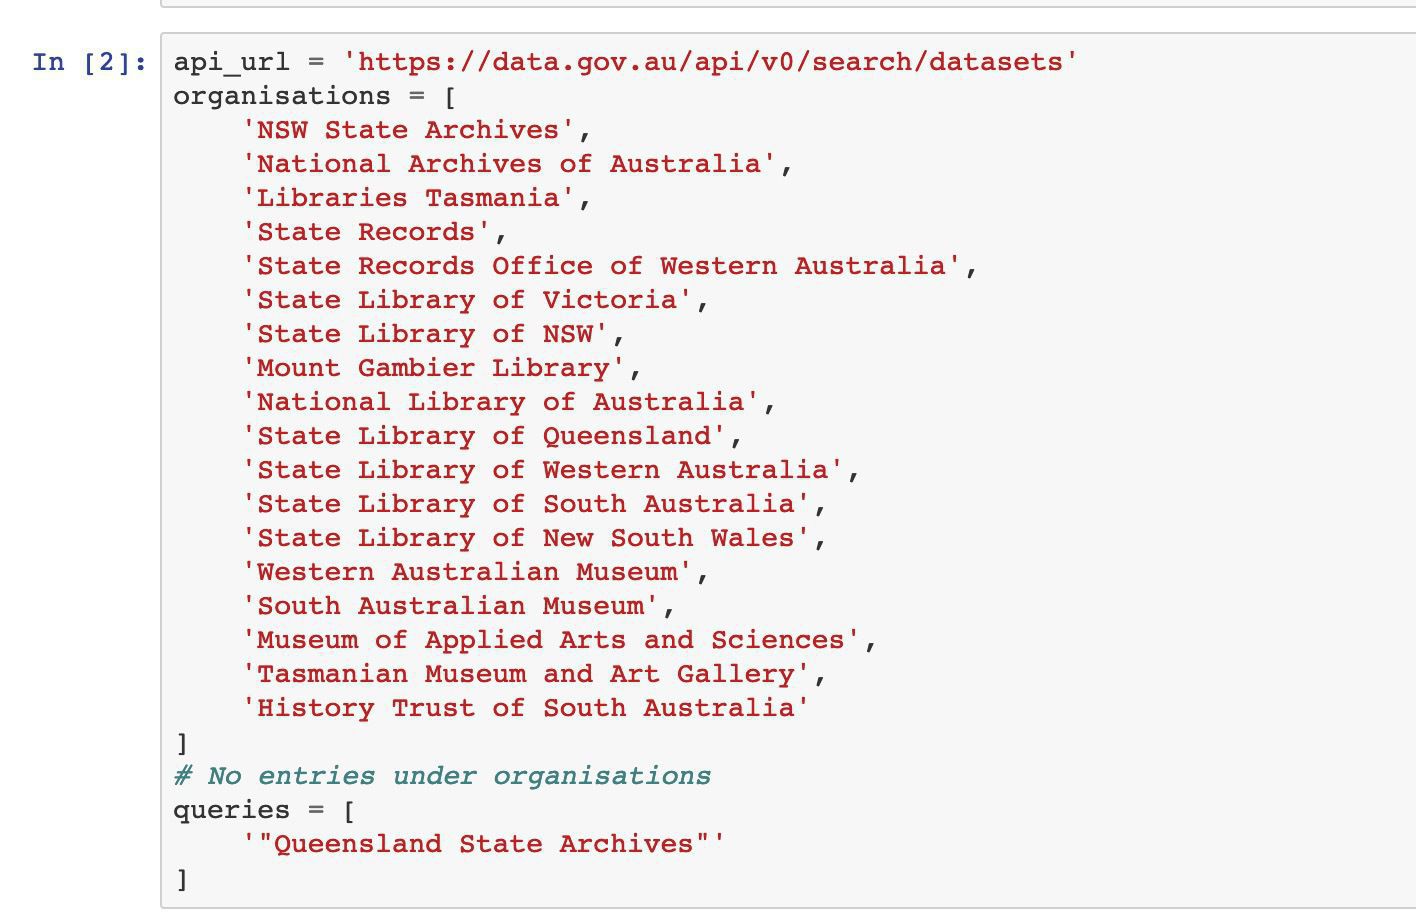 In [2]: api_url = 'https://data.gov.au/api/v0/search/datasets'
organisations = [
    'NSW State Archives',
    'National Archives of Australia',
    'Libraries Tasmania',
    'State Records',
    'State Records Office of Western Australia',
    'State Library of Victoria',
    'State Library of NSW',
    'Mount Gambier Library',
    'National Library of Australia',
    'State Library of Queensland',
    'State Library of Western Australia',
    'State Library of South Australia',
    'State Library of New South Wales',
    'Western Australian Museum',
    'South Australian Museum',
    'Museum of Applied Arts and Sciences',
    'Tasmanian Museum and Art Gallery',
    'History Trust of South Australia'
]
# No entries under organisations
queries = [
    '"Queensland State Archives"'
]